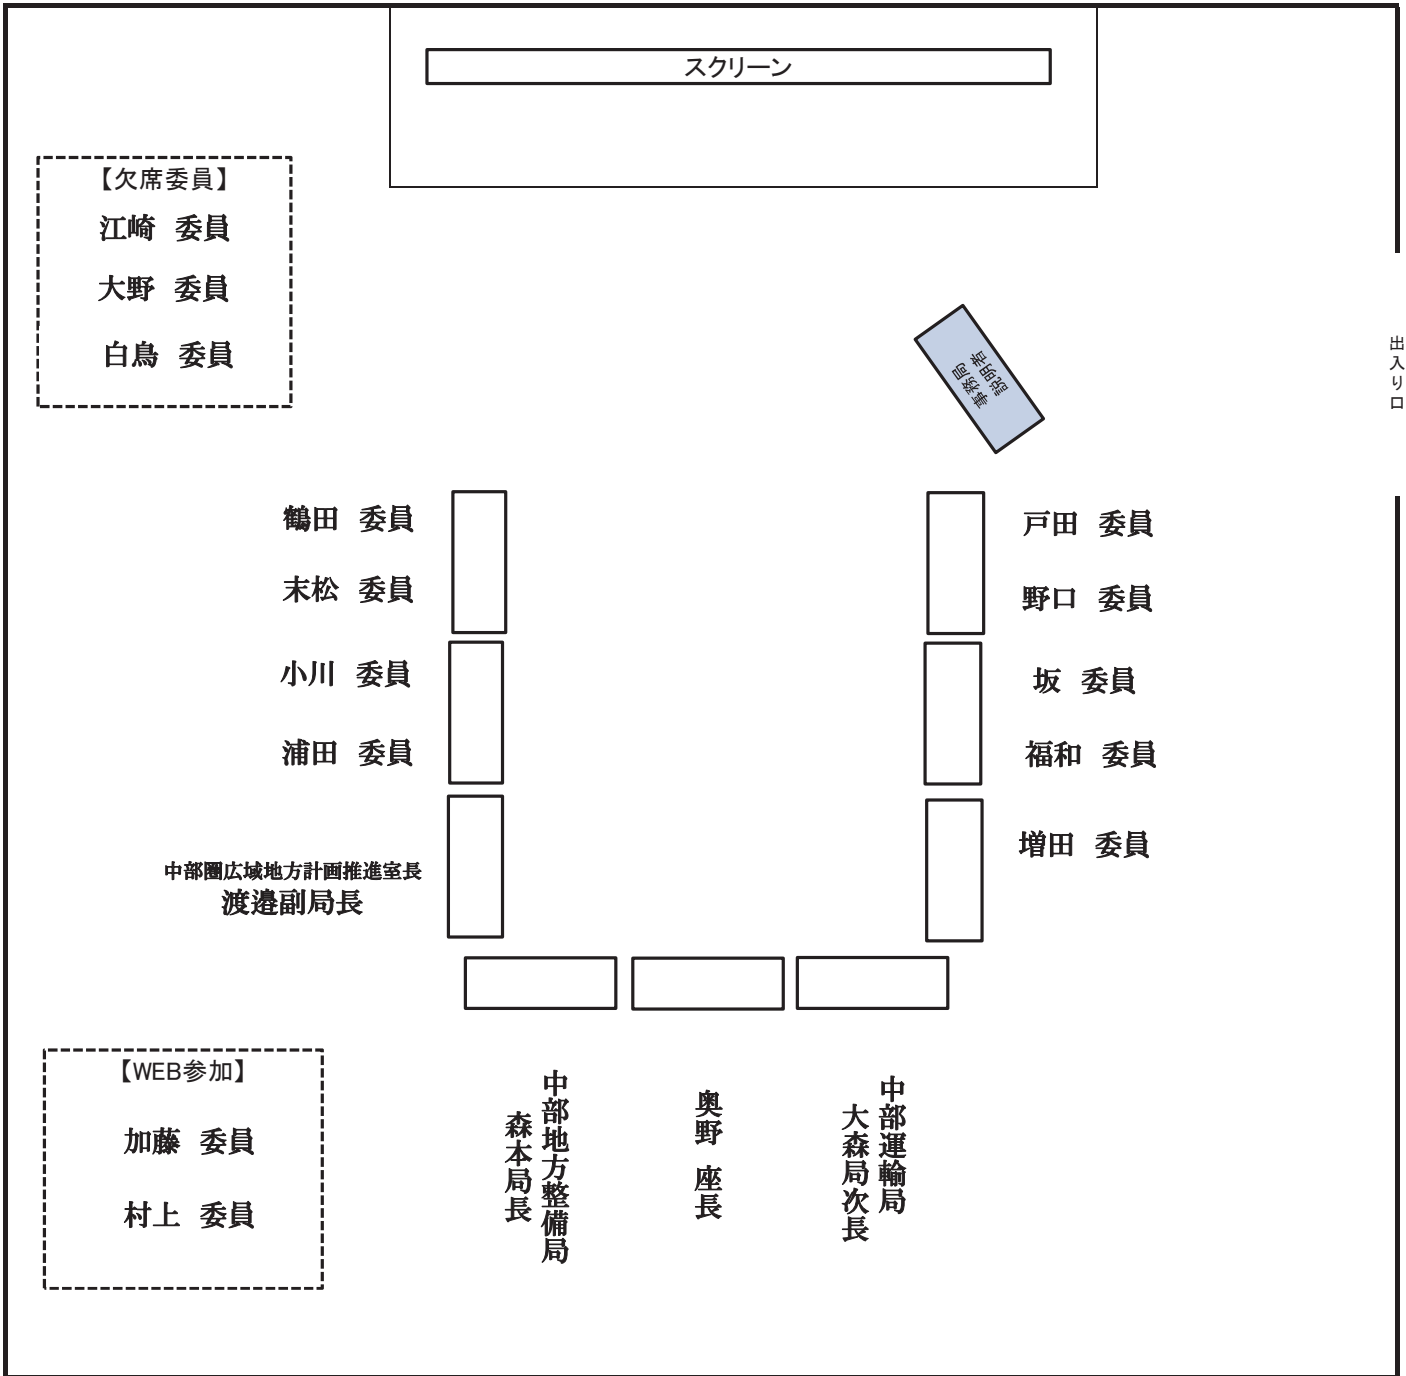 スクリーン
【欠席委員】
江崎 委員
大野 委員
白鳥 委員
出入り口
事務局
説明者
鶴田 委員
末松 委員
小川 委員
浦田 委員
中部圏広域地方計画推進室長
渡邉副局長
戸田 委員
野口 委員
坂 委員
福和 委員
増田 委員
【WEB参加】
加藤 委員
村上 委員
中部地方整備局
森本局長
奥野 座長
中部運輸局
大森局次長